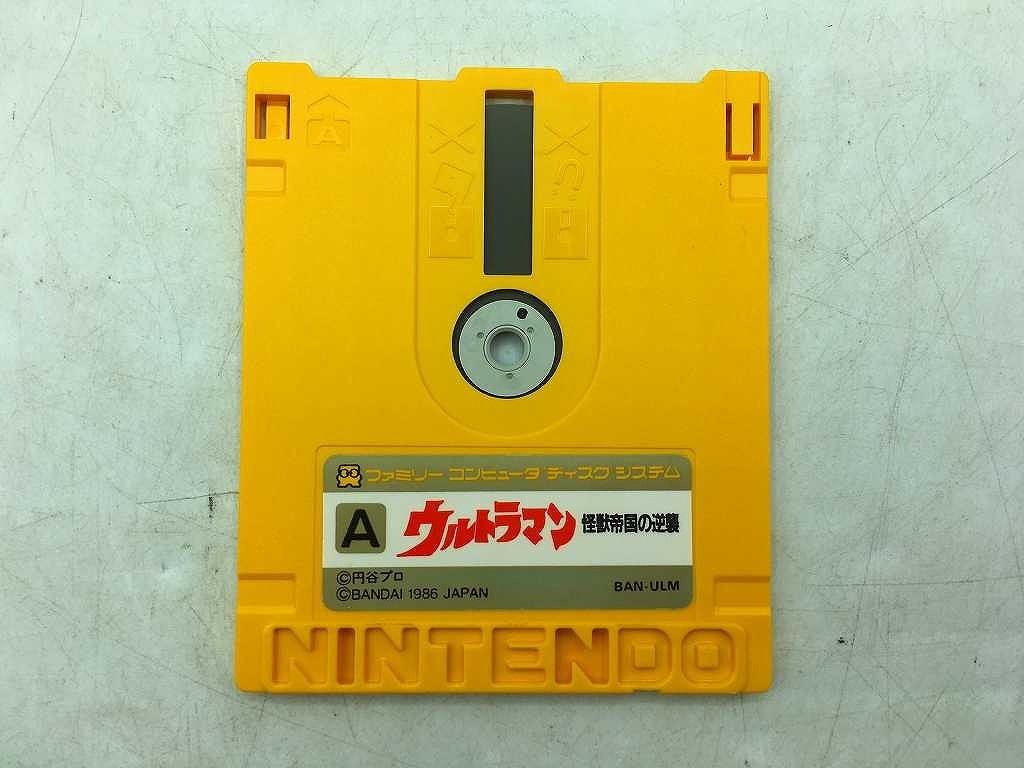 A
ファミリー コンピュータ ディスク システム
A
ウルトラマン 怪獣帝国の逆襲
©円谷プロ
©BANDAI 1986 JAPAN BAN-ULM
NINTENDO